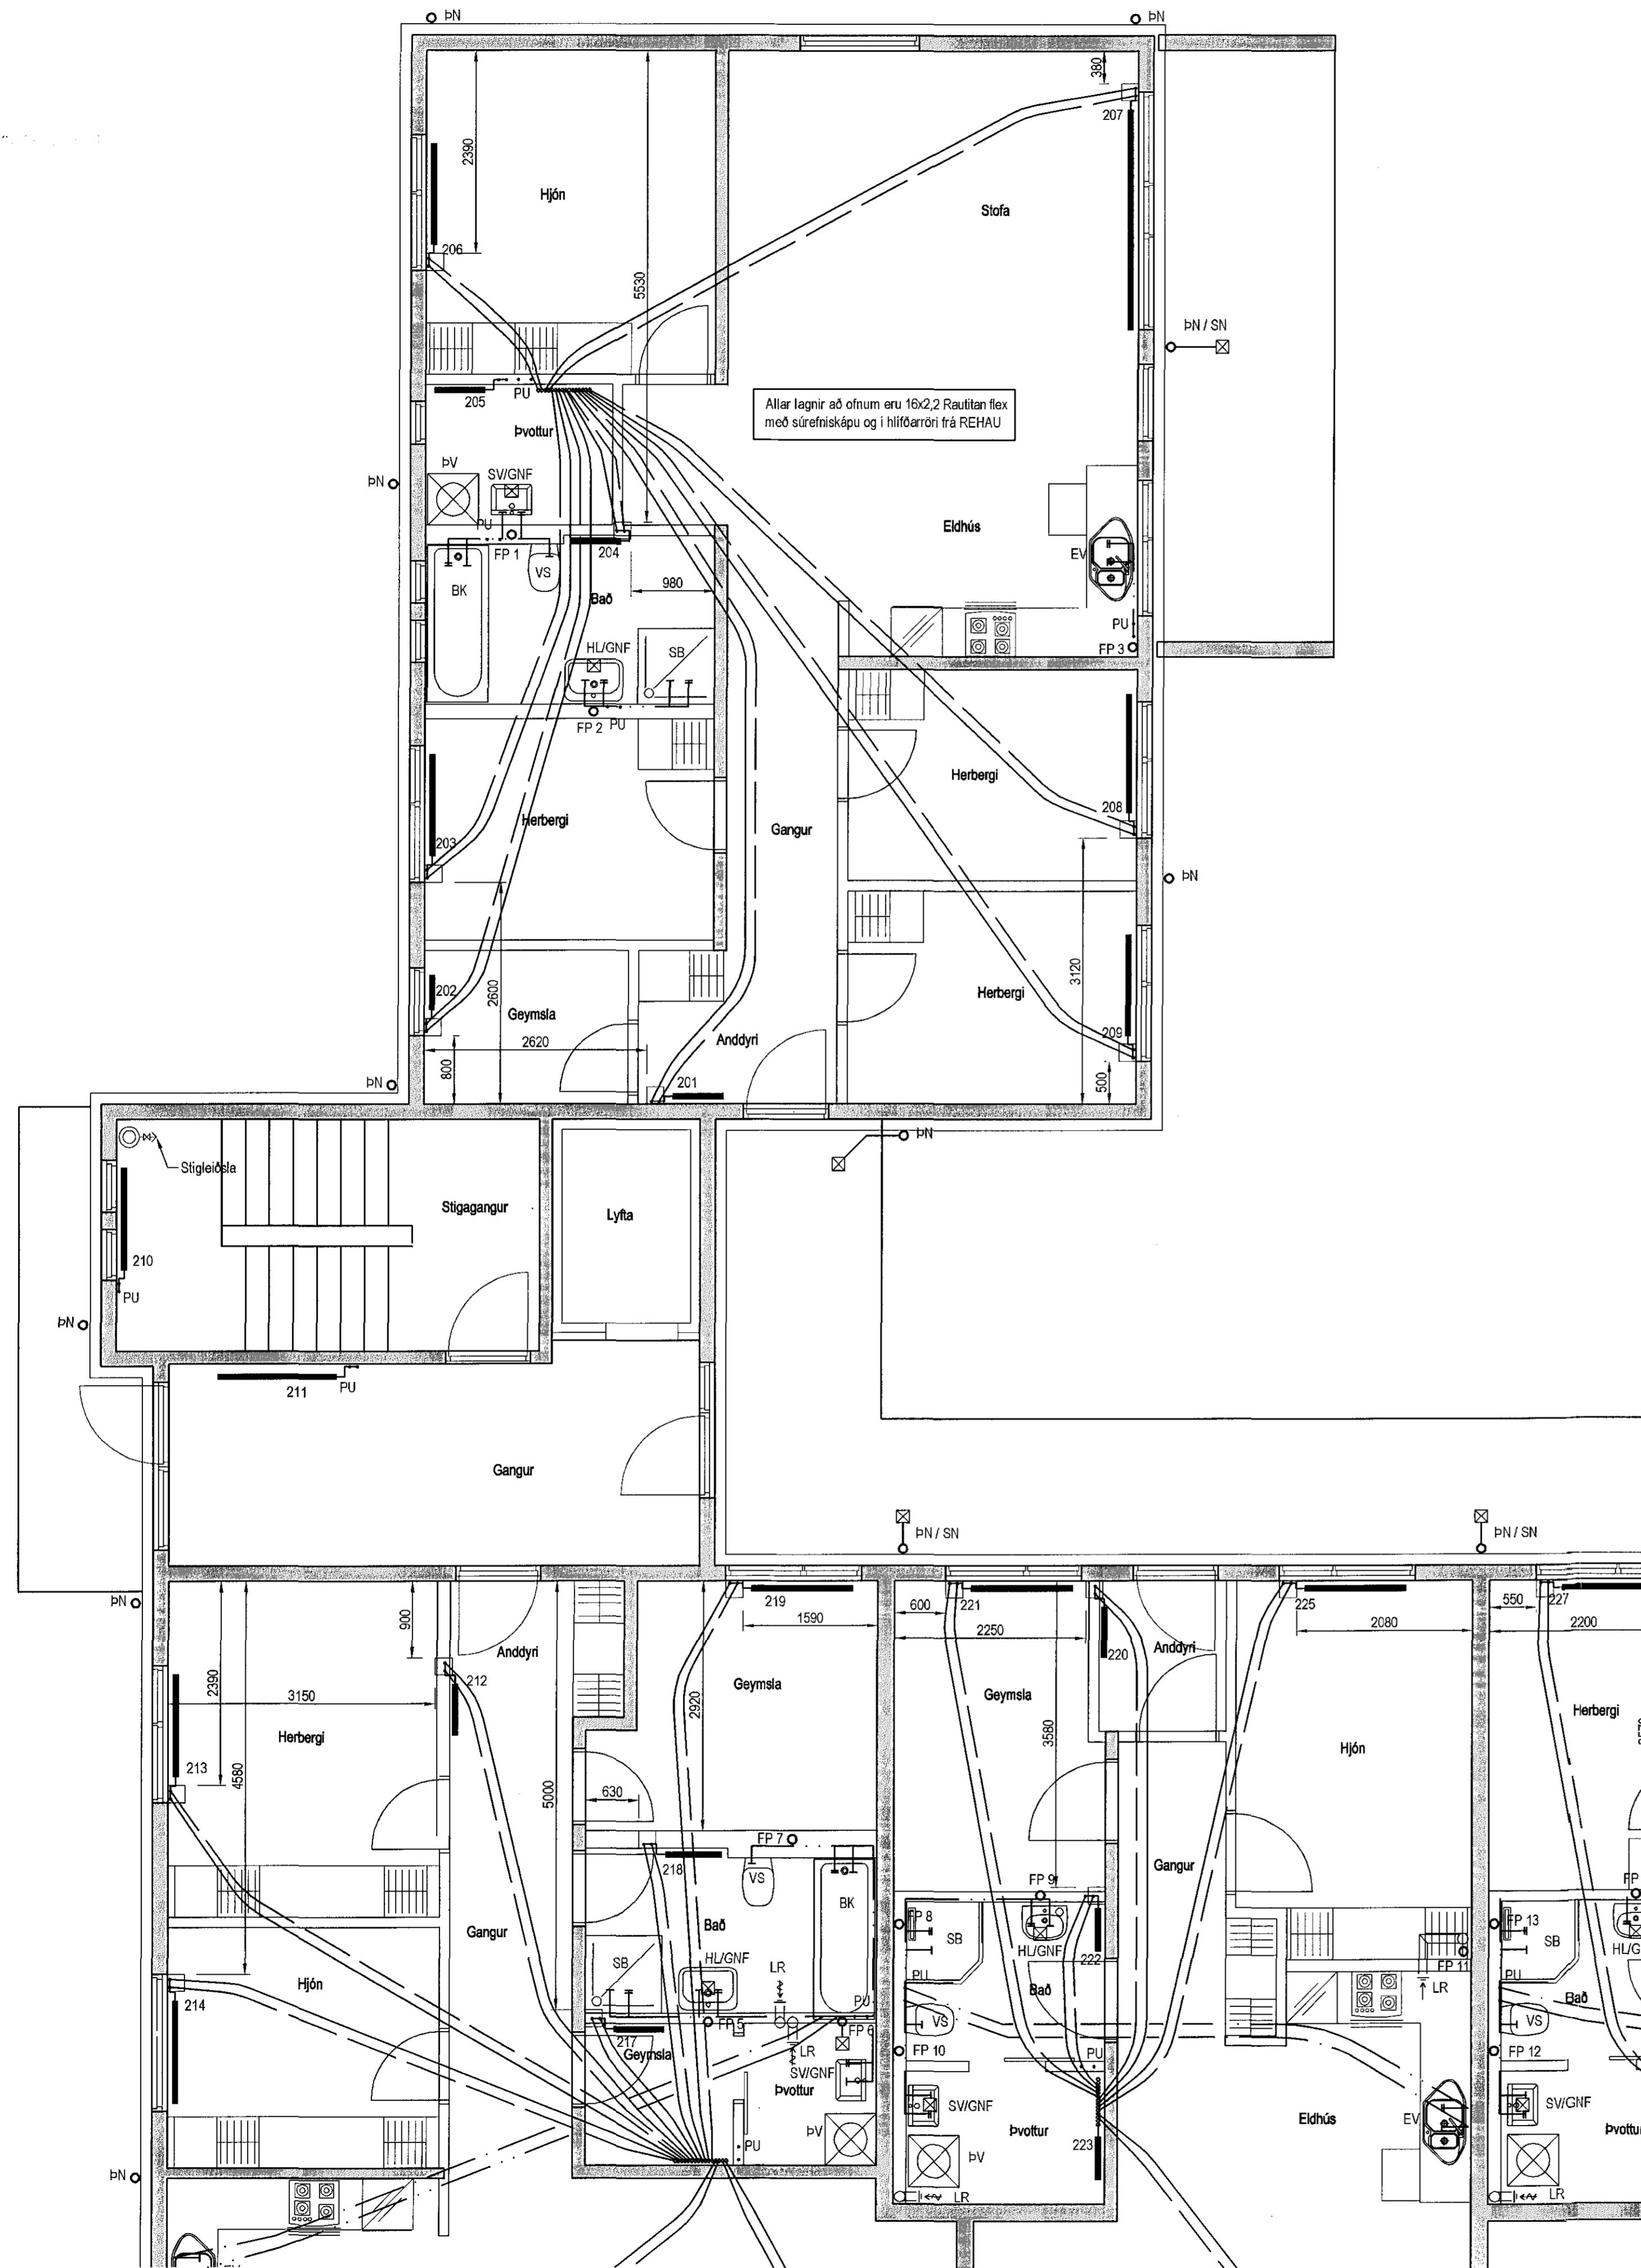 ÞN
ÞN
380
207
2390
Hjón
Stofa
206
5530
ÞN / SN
205
PU
Allar lagnir að ofnum eru 16x2,2 Rautitan flex
með súrefniskápu og í hlífðarröri frá REHAU
Þvottur
ÞV
SV/GNF
ÞN
PU
FP 1
204
Eldhús
EV
VS
BK
980
Bað
PU
HL/GNF
SB
FP 3
FP 2
PU
Herbergi
208
Herbergi
Gangur
203
ÞN
3120
202
2600
Herbergi
Geymsla
209
2620
Anddyri
800
500
201
ÞN
ÞN
Stigleiðsla
Stigagangur
Lyfta
210
PU
ÞN
211
PU
Gangur
ÞN / SN
ÞN / SN
ÞN
900
219
600
221
225
550
227
1590
2250
2080
2200
Anddyri
Anddyri
220
2390
212
3150
2920
Geymsla
Geymsla
Herbergi
Herbergi
3580
Hjón
213
4580
5000
630
FP 7
218
VS
Gangur
FP 9
FP
BK
Gangur
Bað
FP 8
SB
HL/GNF
FP 13
SB
HL/G
222
FP 11
SB
HL/GNF
LR
PU
LR
PU
Hjón
Bað
Bað
214
PU
VS
VS
FP 5
FP 6
217
Geymsla
LR
FP 10
PU
FP 12
SV/GNF
Þvottur
SV/GNF
Eldhús
EV
SV/GNF
Þvottur
Þvottur
ÞV
223
PU
ÞV
ÞN
LR
LR